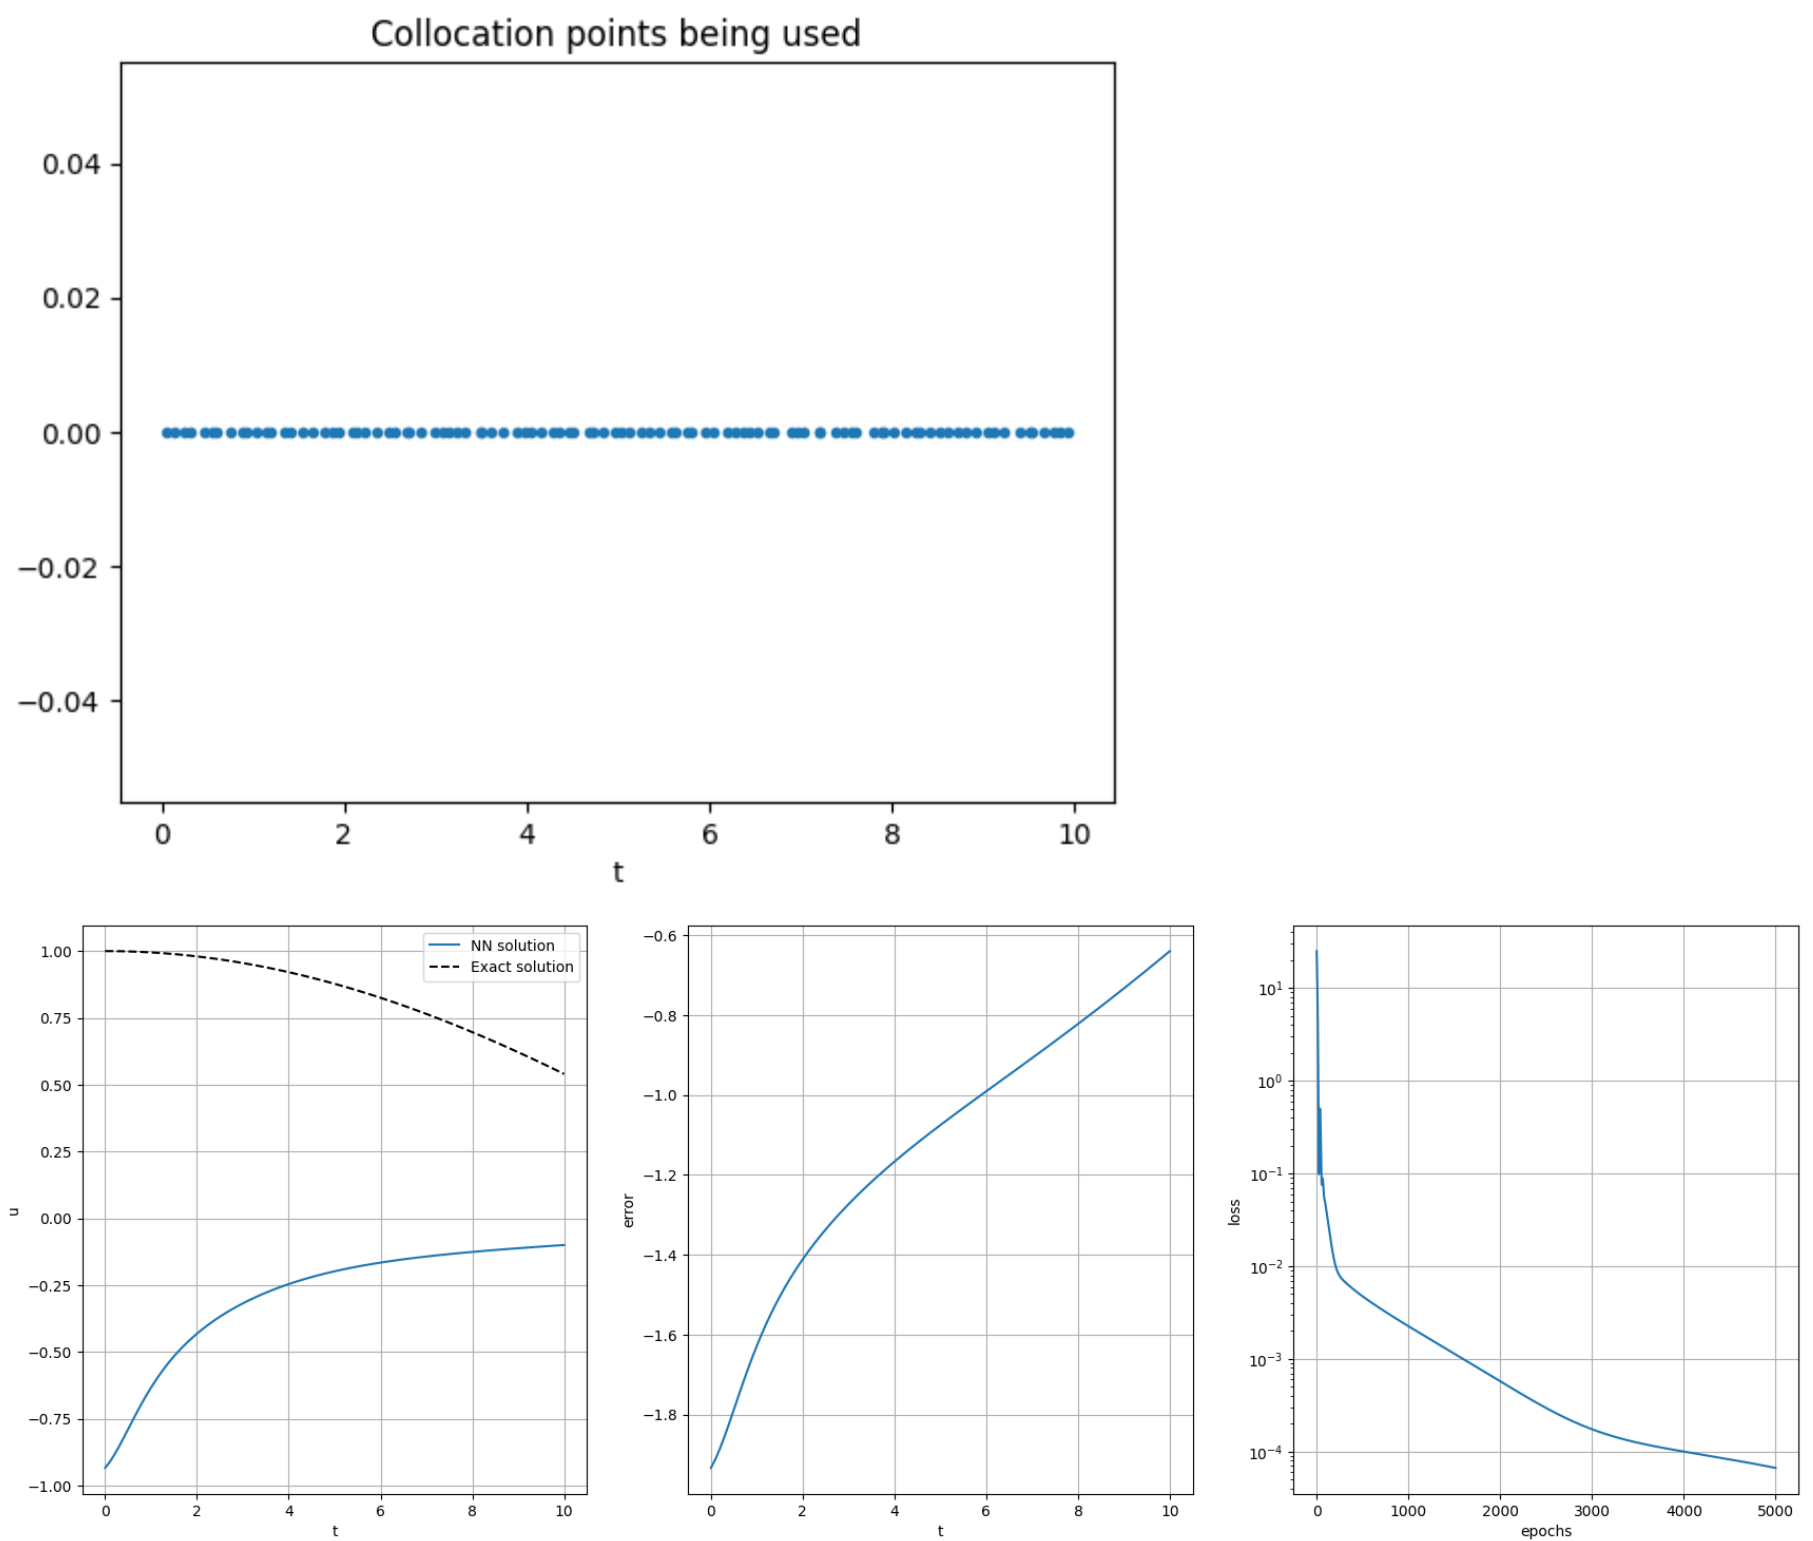 Collocation points being used
0.04
0.02
0.00
−0.02
−0.04
0 2 4 6 8 10
t
NN solution
Exact solution
1.00
0.75
0.50
0.25
0.00
−0.25
−0.50
−0.75
−1.00
u
0 2 4 6 8 10
t
−0.6
−0.8
−1.0
−1.2
−1.4
−1.6
−1.8
error
0 2 4 6 8 10
t
10¹
10⁰
10⁻¹
10⁻²
10⁻³
10⁻⁴
loss
0 1000 2000 3000 4000 5000
epochs